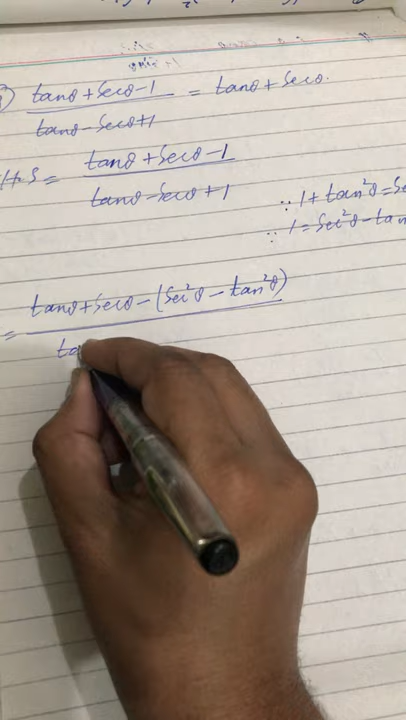 tanθ + secθ - 1 / tanθ - secθ + 1 = tanθ + secθ.
H.S = tanθ + secθ - 1 / tanθ - secθ + 1
∵ 1 + tan²θ = Se
∵ 1 = Sec²θ - tan
= tanθ + secθ - (Sec²θ - tan²θ) / ta